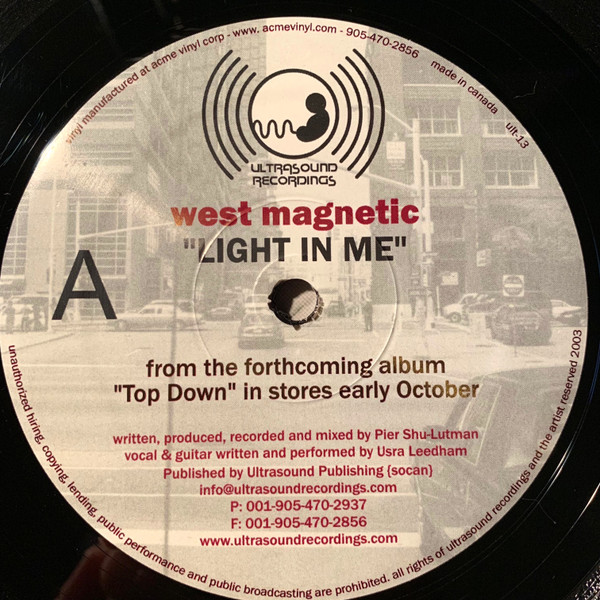 vinyl manufactured at acme vinyl corp - www. acmevinyl.com - 905-470-2856
made in canada
ult-13
ULTRASOUND
RECORDINGS
west magnetic
"LIGHT IN ME"
A
from the forthcoming album
"Top Down" in stores early October
written, produced, recorded and mixed by Pier Shu-Lutman
vocal & guitar written and performed by Usra Leedham
Published by Ultrasound Publishing {socan}
info@ultrasoundrecordings.com
P: 001-905-470-2937
F: 001-905-470-2856
www.ultrasoundrecordings.com
unauthorized hiring, copying, lending, public performance and public broadcasting are prohibited. all rights of ultrasound recordings and the artist reserved 2003